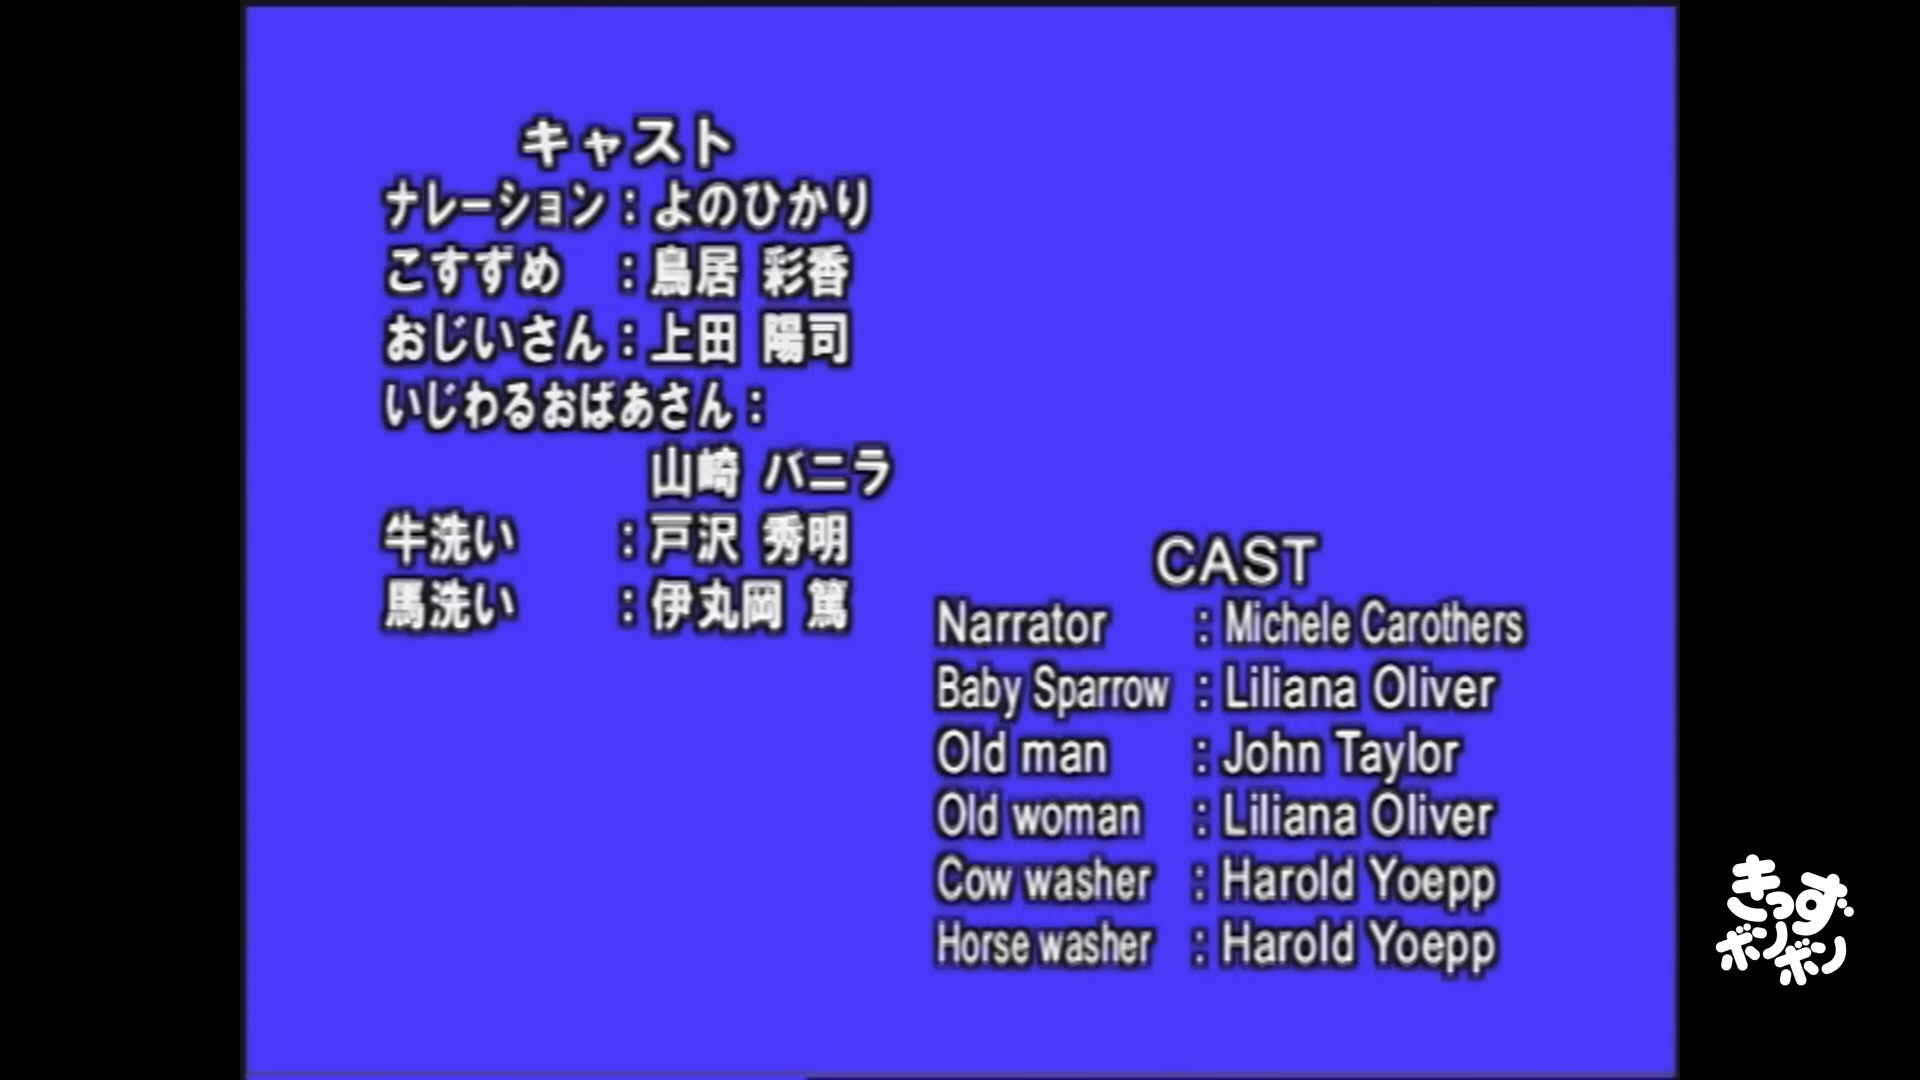 キャスト
ナレーション：よのひかり
こすずめ　：鳥居 彩香
おじいさん：上田 陽司
いじわるおばあさん：
山崎 バニラ
牛洗い　：戸沢 秀明
馬洗い　：伊丸岡 篤
CAST
Narrator : Michele Carothers
Baby Sparrow : Liliana Oliver
Old man : John Taylor
Old woman : Liliana Oliver
Cow washer : Harold Yoepp
Horse washer : Harold Yoepp
きっず
ボンボン